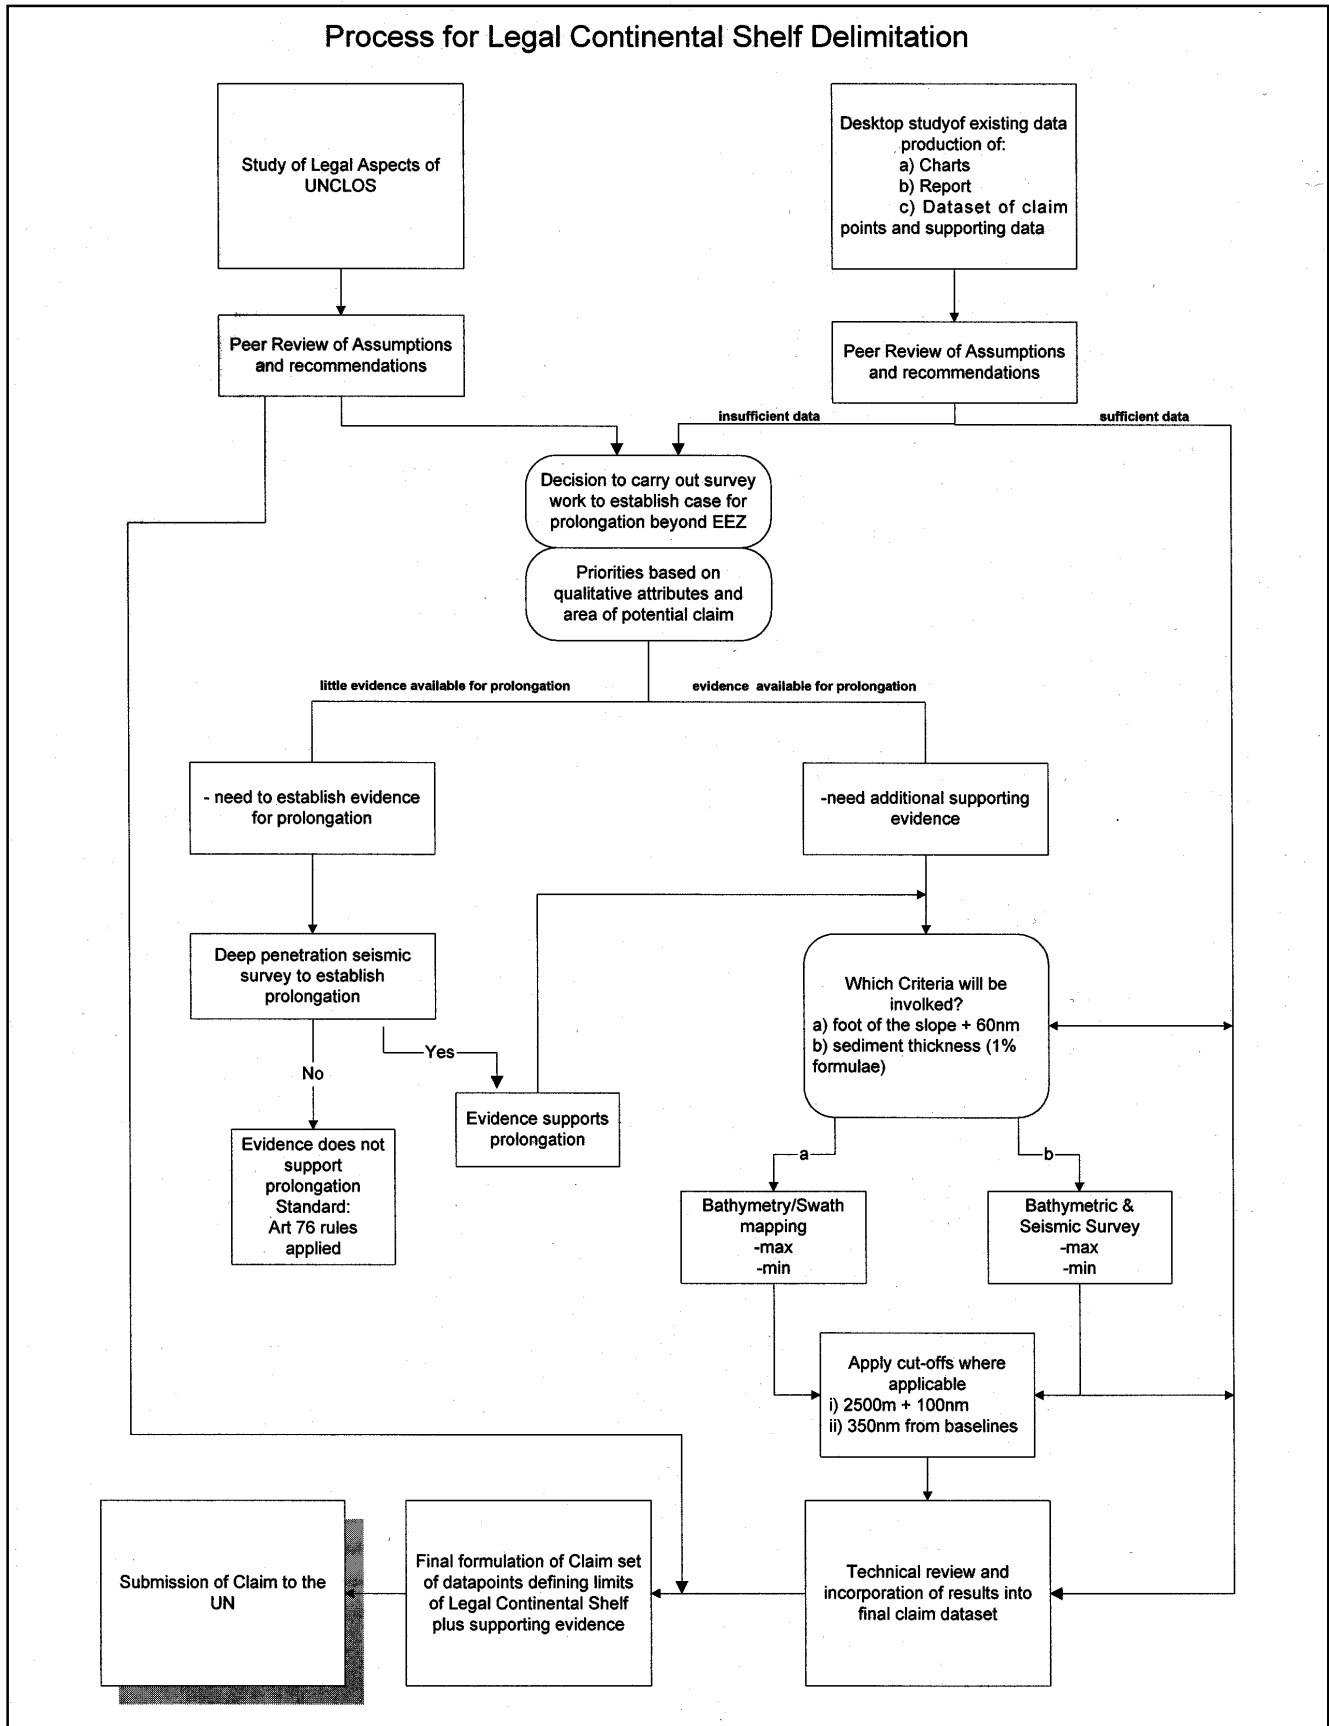 Process for Legal Continental Shelf Delimitation
Study of Legal Aspects of
UNCLOS
Desktop studyof existing data
production of:
a) Charts
b) Report
c) Dataset of claim
points and supporting data
Peer Review of Assumptions
and recommendations
Peer Review of Assumptions
and recommendations
insufficient data
sufficient data
Decision to carry out survey
work to establish case for
prolongation beyond EEZ
Priorities based on
qualitative attributes and
area of potential claim
little evidence available for prolongation
evidence available for prolongation
- need to establish evidence
for prolongation
-need additional supporting
evidence
Deep penetration seismic
survey to establish
prolongation
Which Criteria will be
involked?
a) foot of the slope + 60nm
b) sediment thickness (1%
formulae)
Yes
No
Evidence supports
prolongation
Evidence does not
support
prolongation
Standard:
Art 76 rules
applied
a
b
Bathymetry/Swath
mapping
-max
-min
Bathymetric &
Seismic Survey
-max
-min
Apply cut-offs where
applicable
i) 2500m + 100nm
ii) 350nm from baselines
Submission of Claim to the
UN
Final formulation of Claim set
of datapoints defining limits
of Legal Continental Shelf
plus supporting evidence
Technical review and
incorporation of results into
final claim dataset